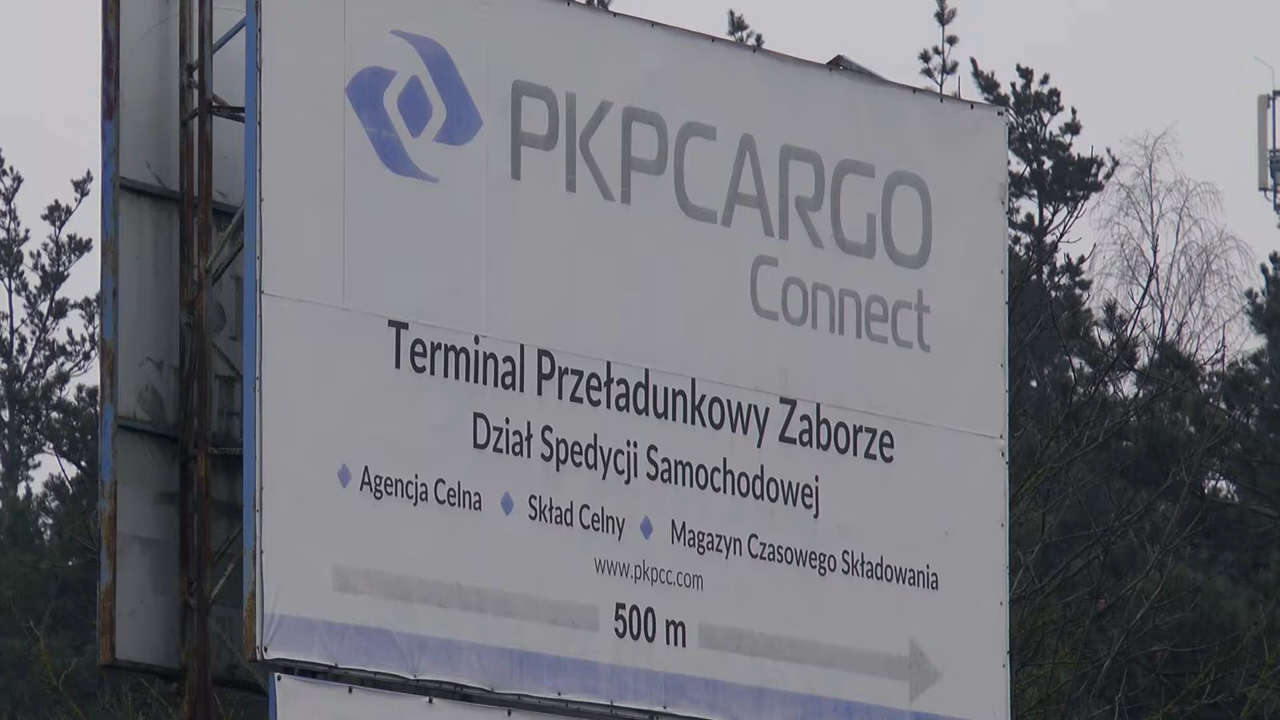 PKPCARGO
Connect
Terminal Przeładunkowy Zaborze
Dział Spedycji Samochodowej
Agencja Celna Skład Celny Magazyn Czasowego Składowania
www.pkpcc.com
500 m